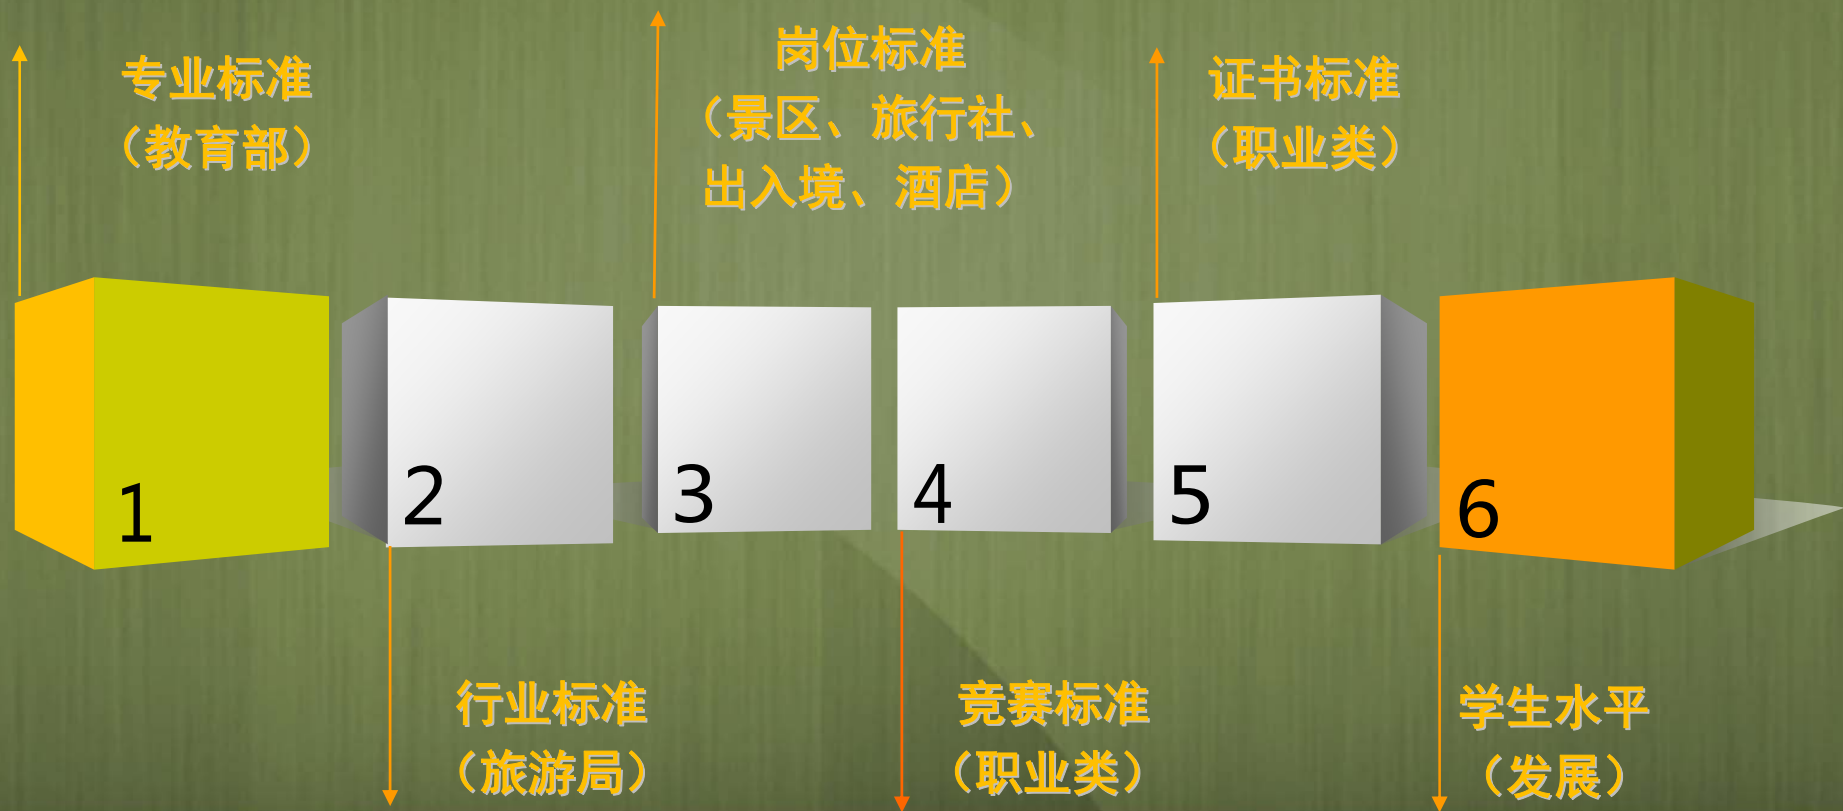 专业标准
（教育部）
岗位标准
（景区、旅行社、
出入境、酒店）
证书标准
（职业类）
1
2
3
4
5
6
行业标准
（旅游局）
竞赛标准
（职业类）
学生水平
（发展）